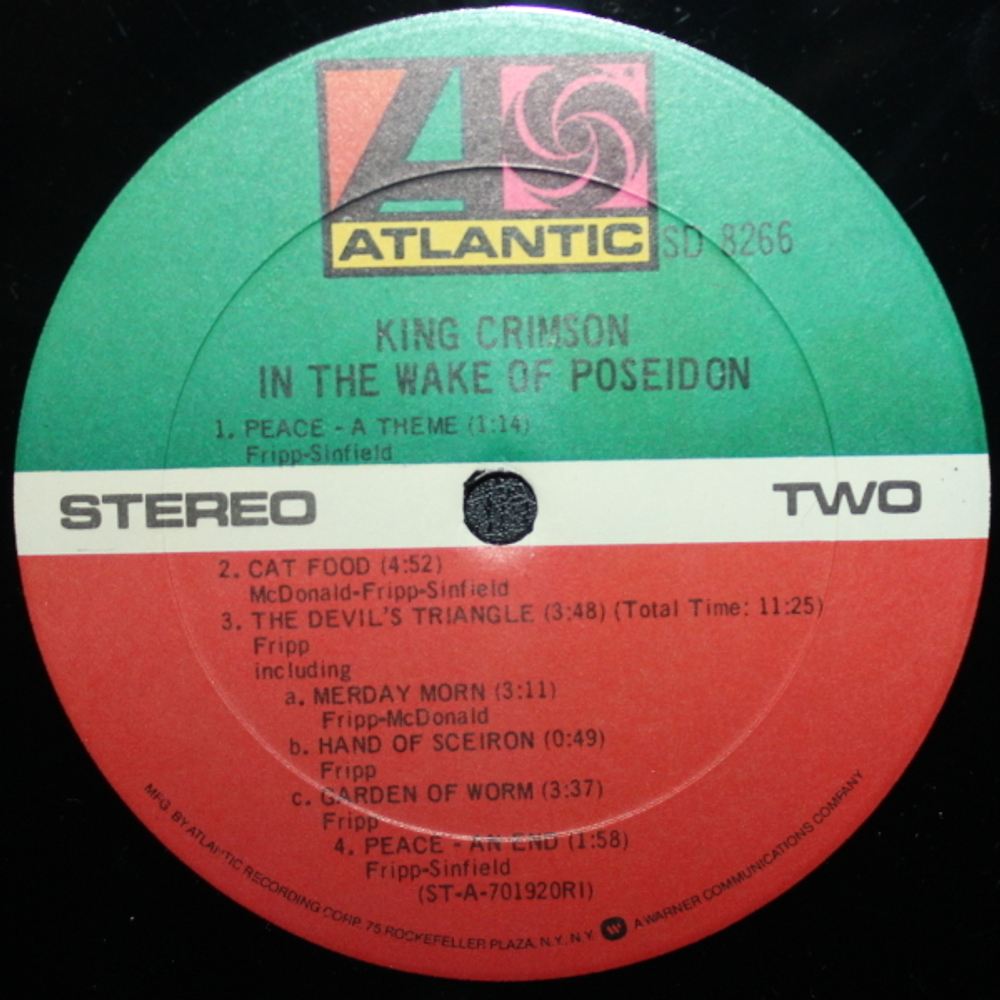 ATLANTIC
SD 8266
KING CRIMSON
IN THE WAKE OF POSEIDON
1. PEACE - A THEME (1:14)
Fripp-Sinfield
STEREO
TWO
2. CAT FOOD (4:52)
McDonald-Fripp-Sinfield
3. THE DEVIL'S TRIANGLE (3:48) (Total Time: 11:25)
Fripp
including
a. MERDAY MORN (3:11)
Fripp-McDonald
b. HAND OF SCEIRON (0:49)
Fripp
c. GARDEN OF WORM (3:37)
Fripp
4. PEACE - AN END (1:58)
Fripp-Sinfield
(ST-A-701920RI)
MFG. BY ATLANTIC RECORDING CORP. 75 ROCKEFELLER PLAZA, N.Y. N.Y. A WARNER COMMUNICATIONS COMPANY